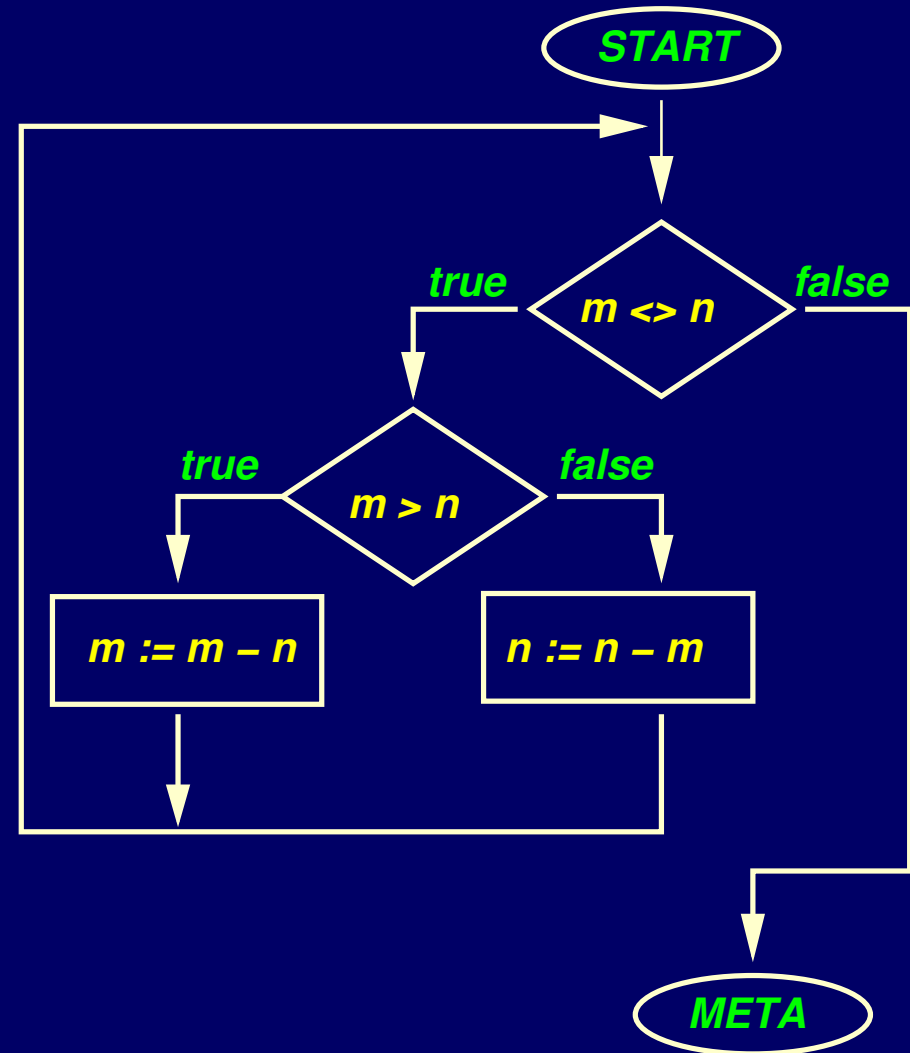 START
true
m <> n
false
true
m > n
false
m := m – n
n := n – m
META